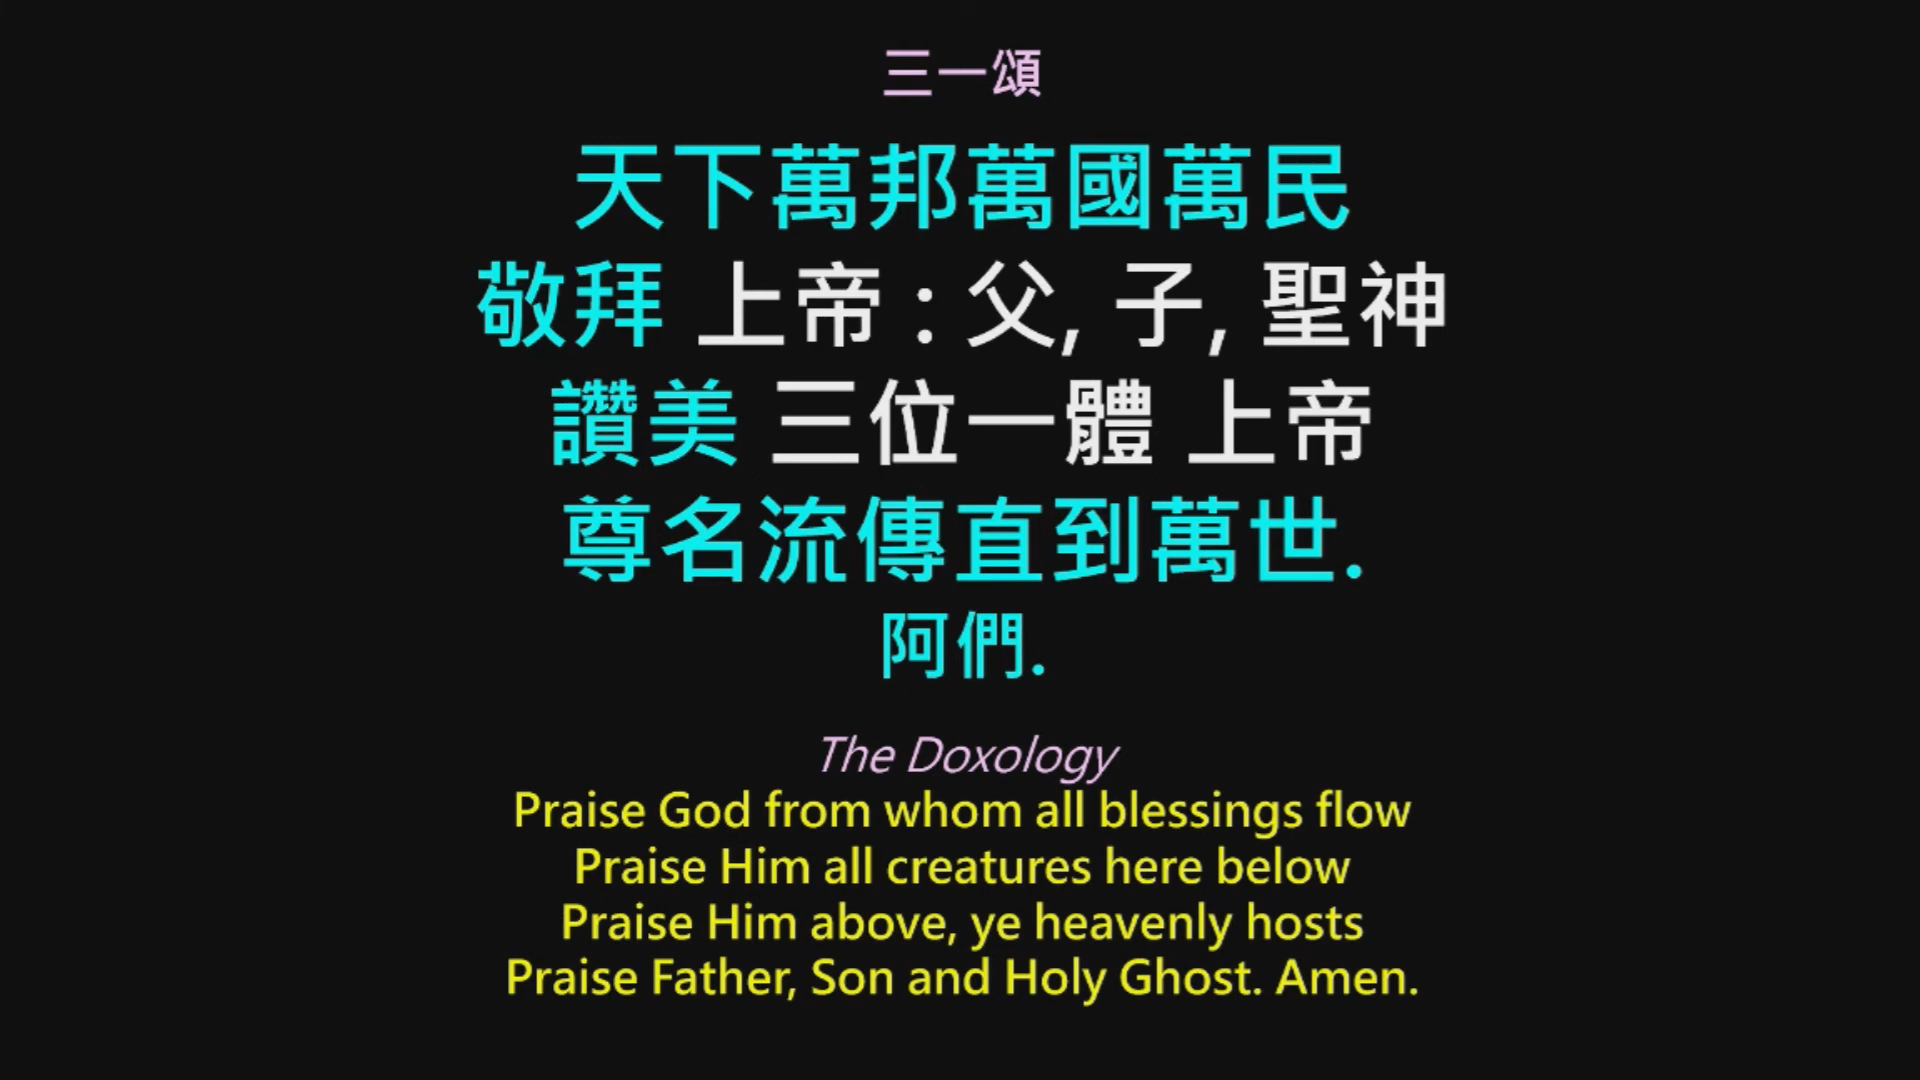 三一頌
天下萬邦萬國萬民
敬拜 上帝 : 父, 子, 聖神
讚美 三位一體 上帝
尊名流傳直到萬世.
阿們.
The Doxology
Praise God from whom all blessings flow
Praise Him all creatures here below
Praise Him above, ye heavenly hosts
Praise Father, Son and Holy Ghost. Amen.